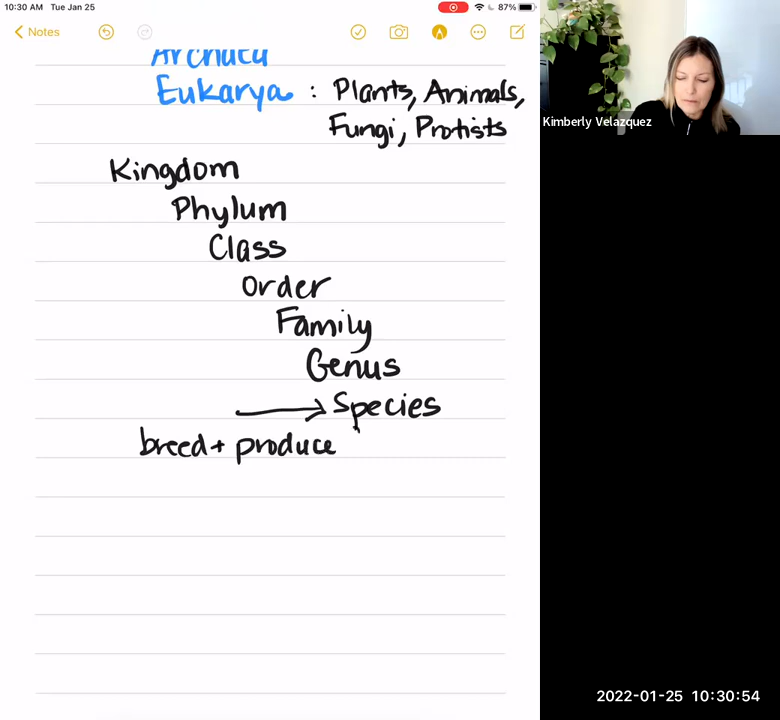 10:30 AM Tue Jan 25 87%
Notes
Archaea
Eukarya : Plants, Animals,
Fungi, Protists
Kingdom
Phylum
Class
Order
Family
Genus
→ Species
breed + produce
Kimberly Velazquez
2022-01-25 10:30:54